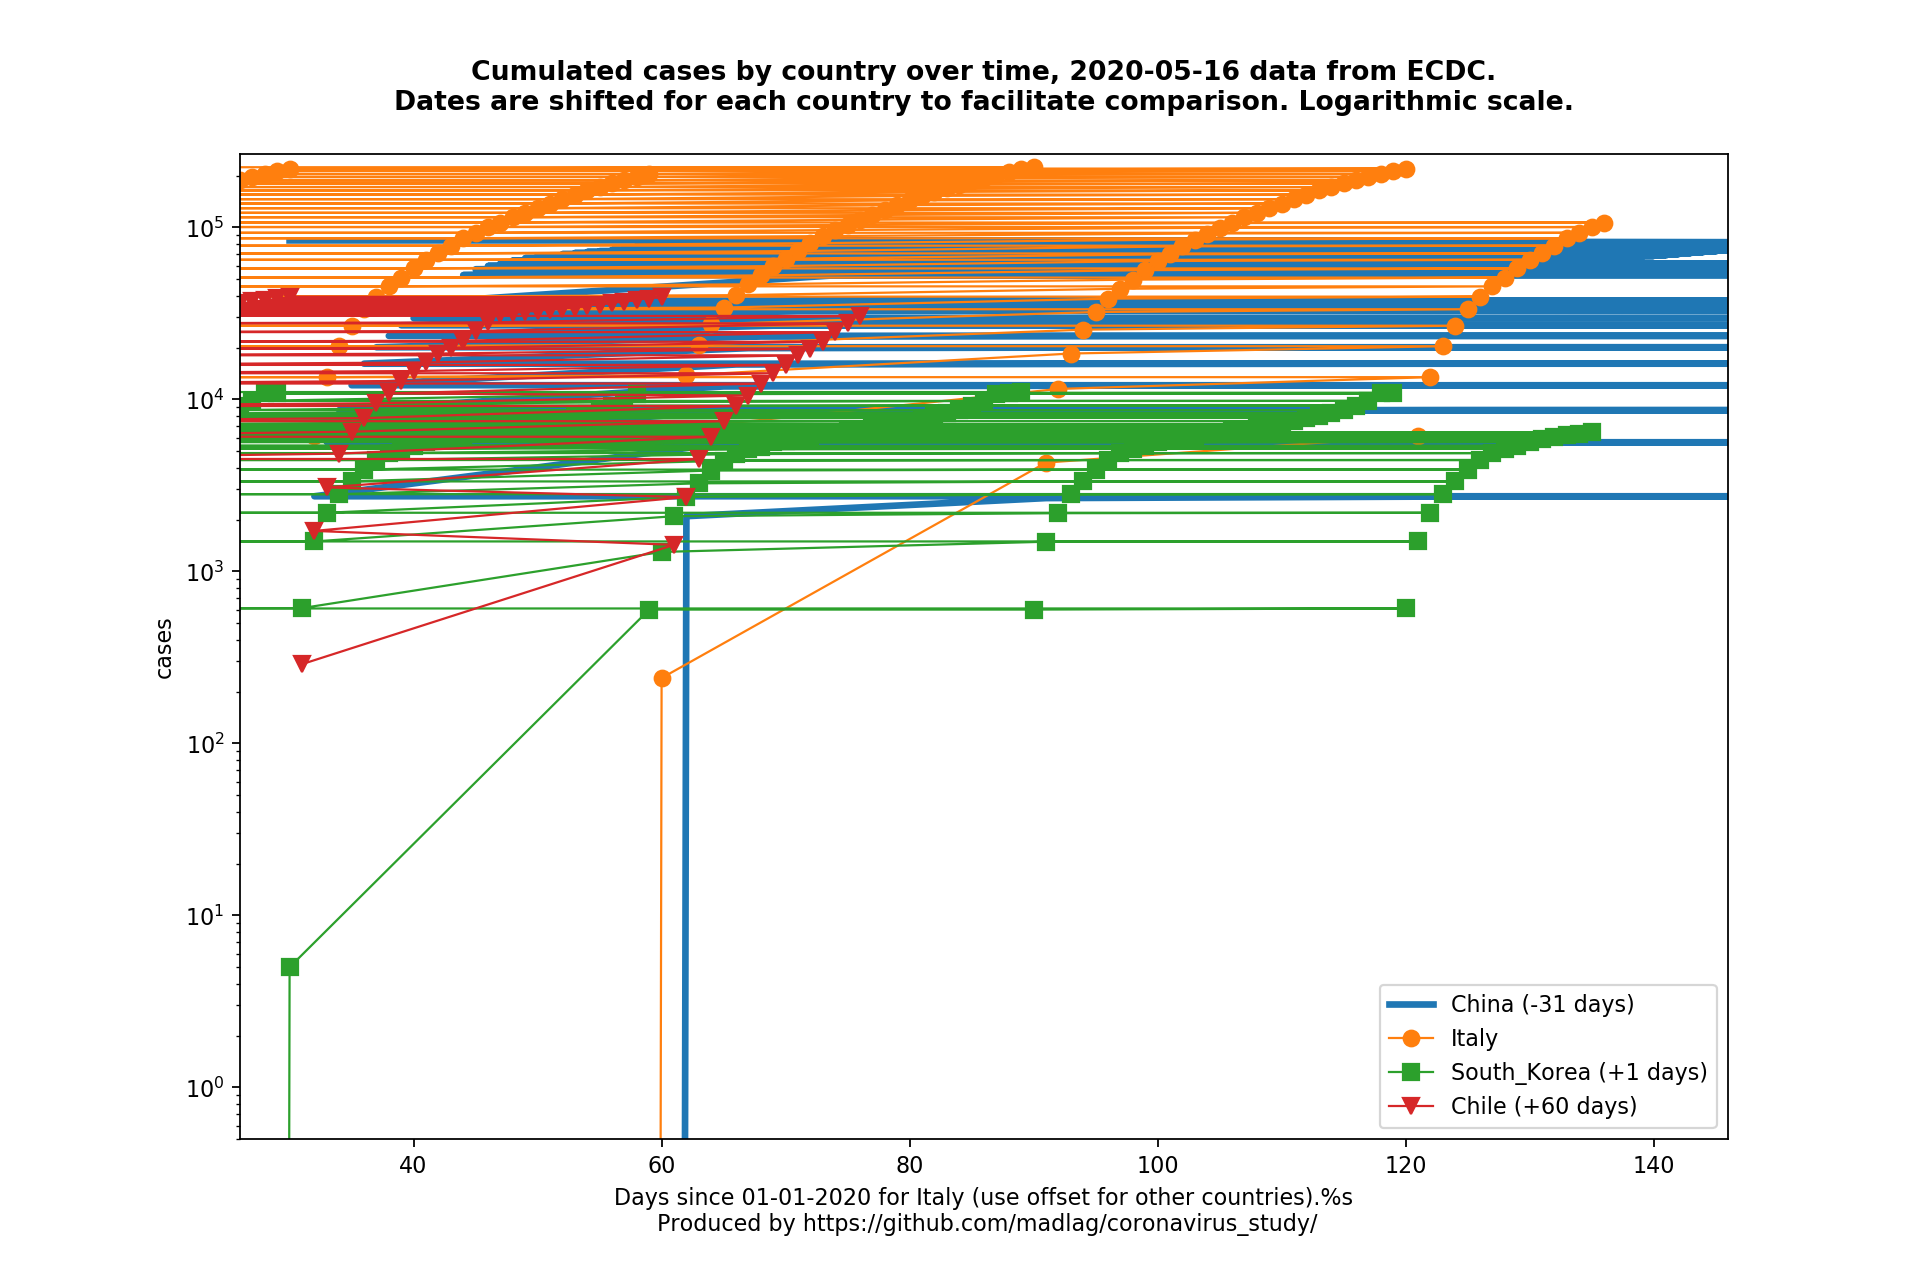 Cumulated cases by country over time, 2020-05-16 data from ECDC.
Dates are shifted for each country to facilitate comparison. Logarithmic scale.
10^5
10^4
10^3
10^2
10^1
10^0
cases
40 60 80 100 120 140
Days since 01-01-2020 for Italy (use offset for other countries).%s
Produced by https://github.com/madlag/coronavirus_study/
China (-31 days)
Italy
South_Korea (+1 days)
Chile (+60 days)